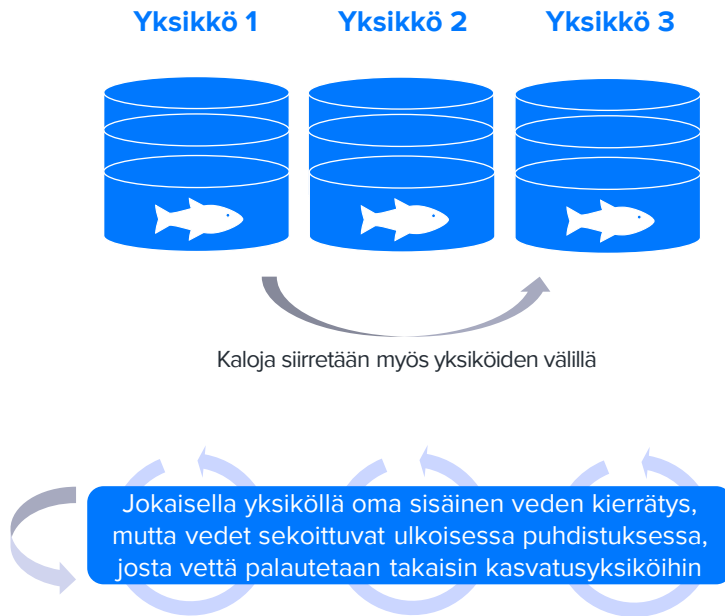 Yksikkö 1 Yksikkö 2 Yksikkö 3
Kaloja siirretään myös yksiköiden välillä
Jokaisella yksiköllä oma sisäinen veden kierrätys,
mutta vedet sekoittuvat ulkoisessa puhdistuksessa,
josta vettä palautetaan takaisin kasvatusyksiköihin